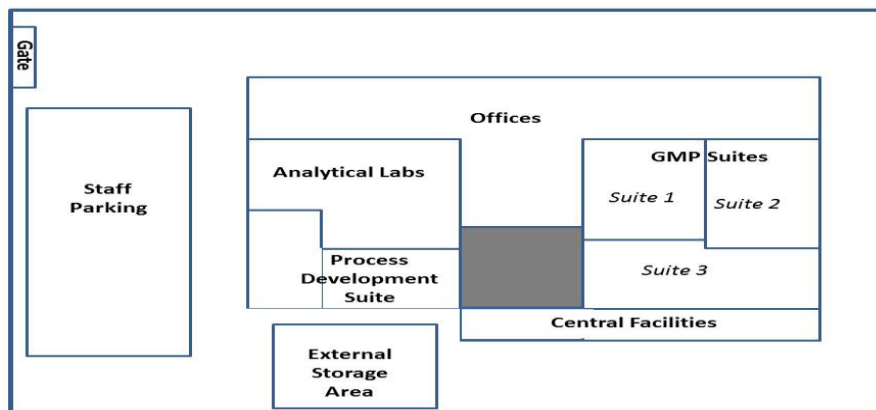 Gate
Offices
Analytical Labs
GMP Suites
Staff
Parking
Suite 1
Suite 2
Process
Development
Suite
Suite 3
Central Facilities
External
Storage
Area